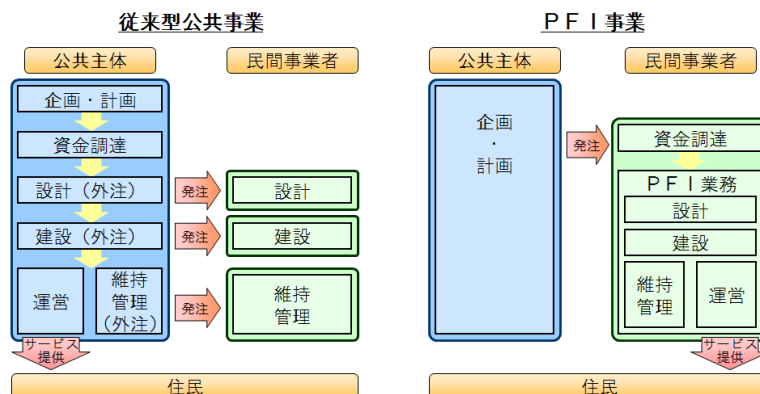 従来型公共事業
公共主体
民間事業者
企画・計画
資金調達
設計（外注）
発注
設計
建設（外注）
発注
建設
運営
維持
管理
（外注）
発注
維持
管理
サービス
提供
住民
ＰＦＩ事業
公共主体
民間事業者
企画
・
計画
発注
資金調達
ＰＦＩ業務
設計
建設
維持
管理
運営
サービス
提供
住民